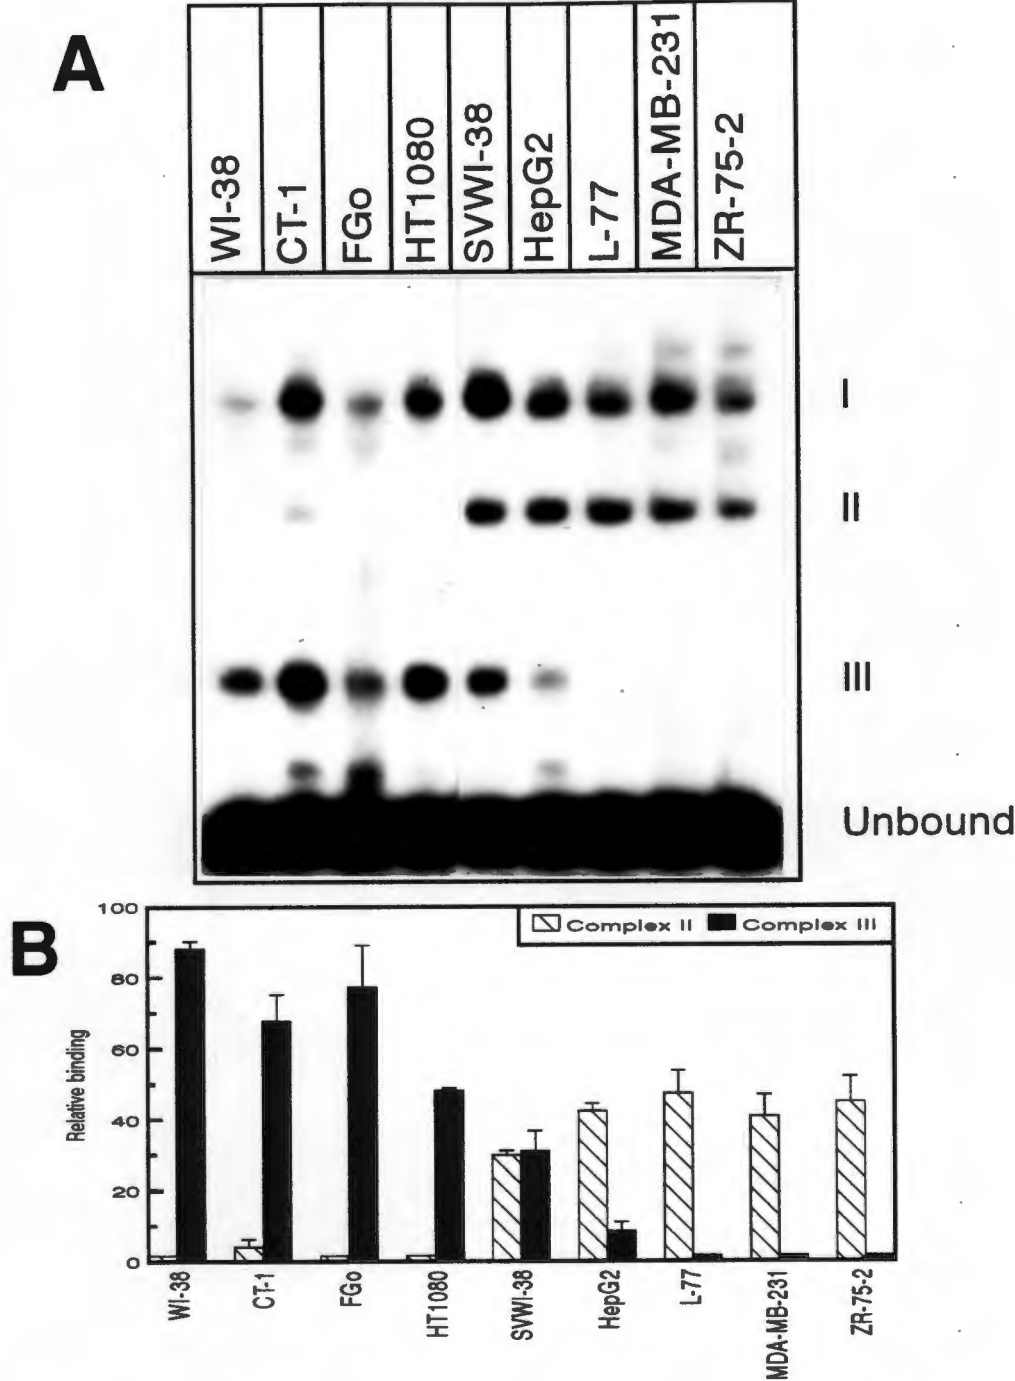 A
WI-38
CT-1
FGo
HT1080
SVWI-38
HepG2
L-77
MDA-MB-231
ZR-75-2
I
II
III
Unbound
B
Complex II
Complex III
Relative binding
100
80
60
40
20
0
WI-38
CT-1
FGo
HT1080
SVWI-38
HepG2
L-77
MDA-MB-231
ZR-75-2